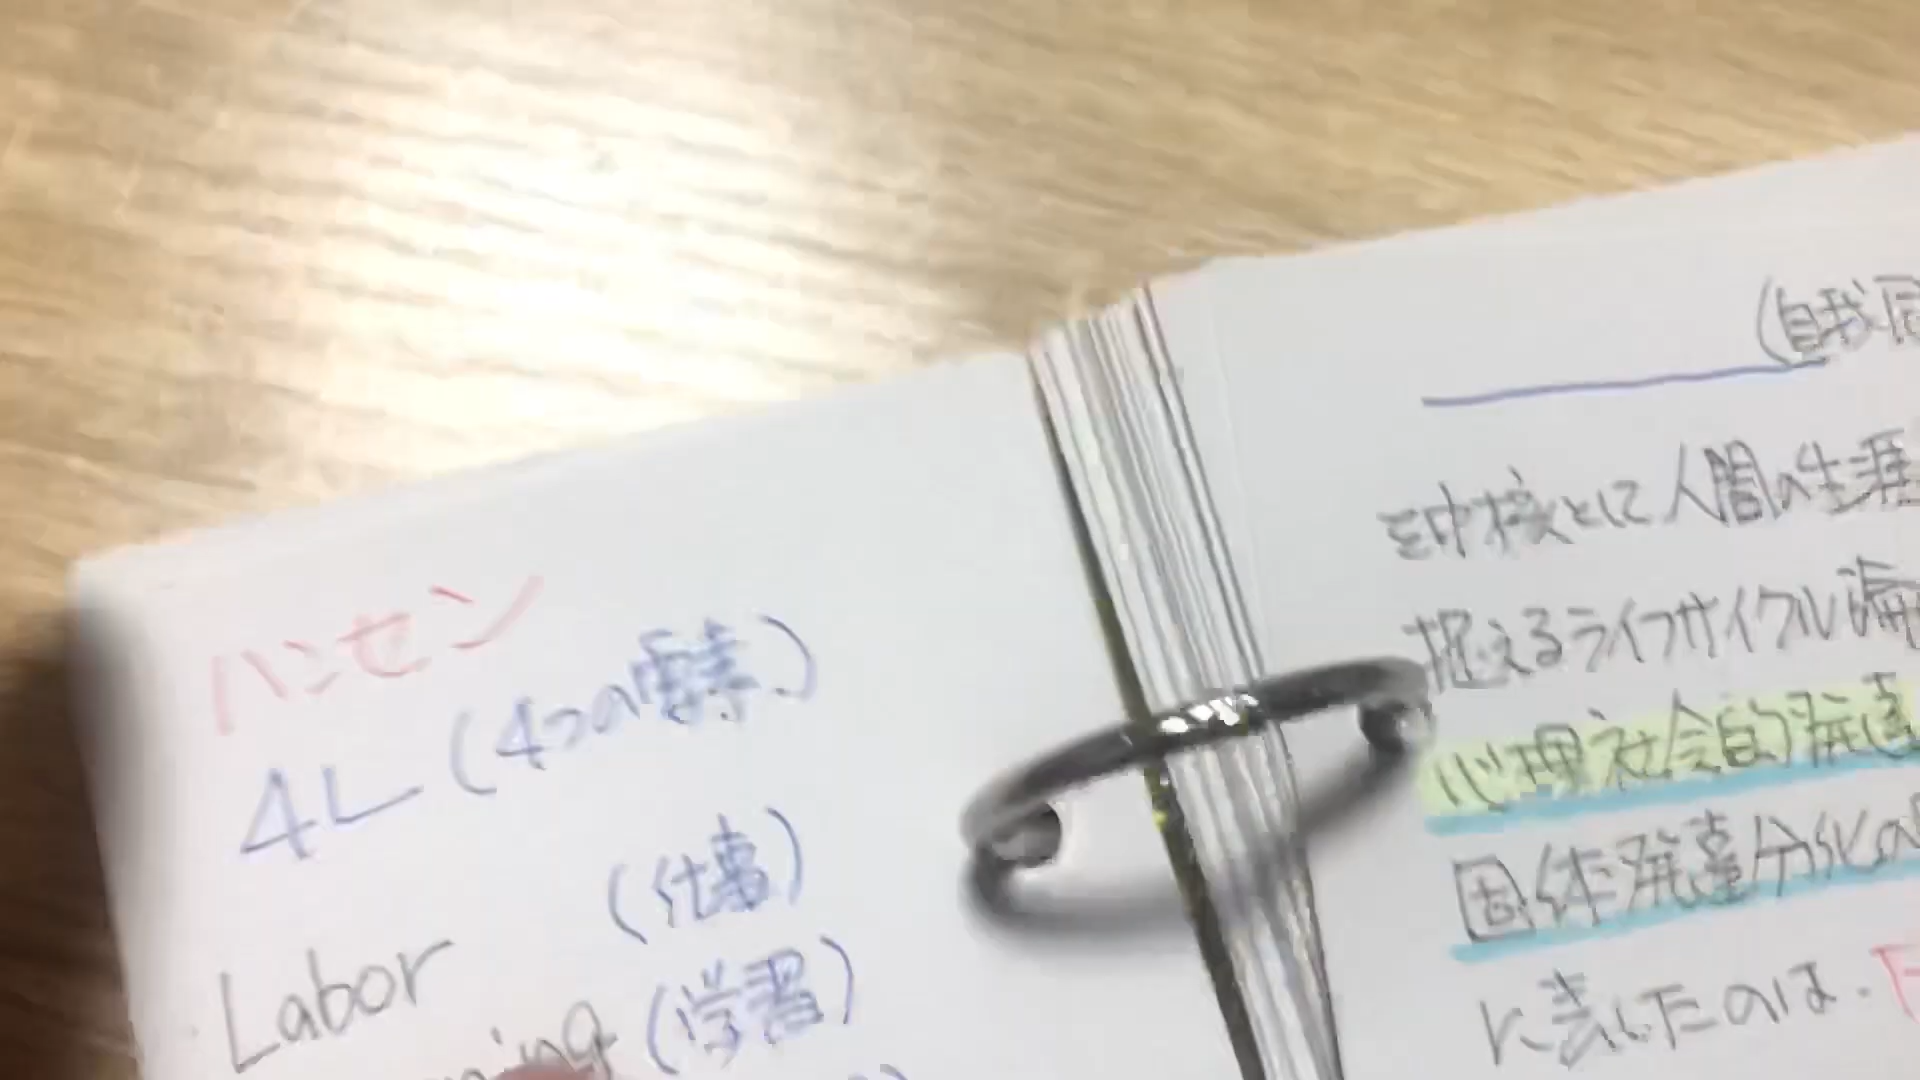 ハンセン
4L (4つの要素)
(仕事)
Labor
ning (学習)
(自我同
を中核として人間の生涯
捉えるライフサイクル論
心理社会的発達
固体発達分化の
に表したのは.